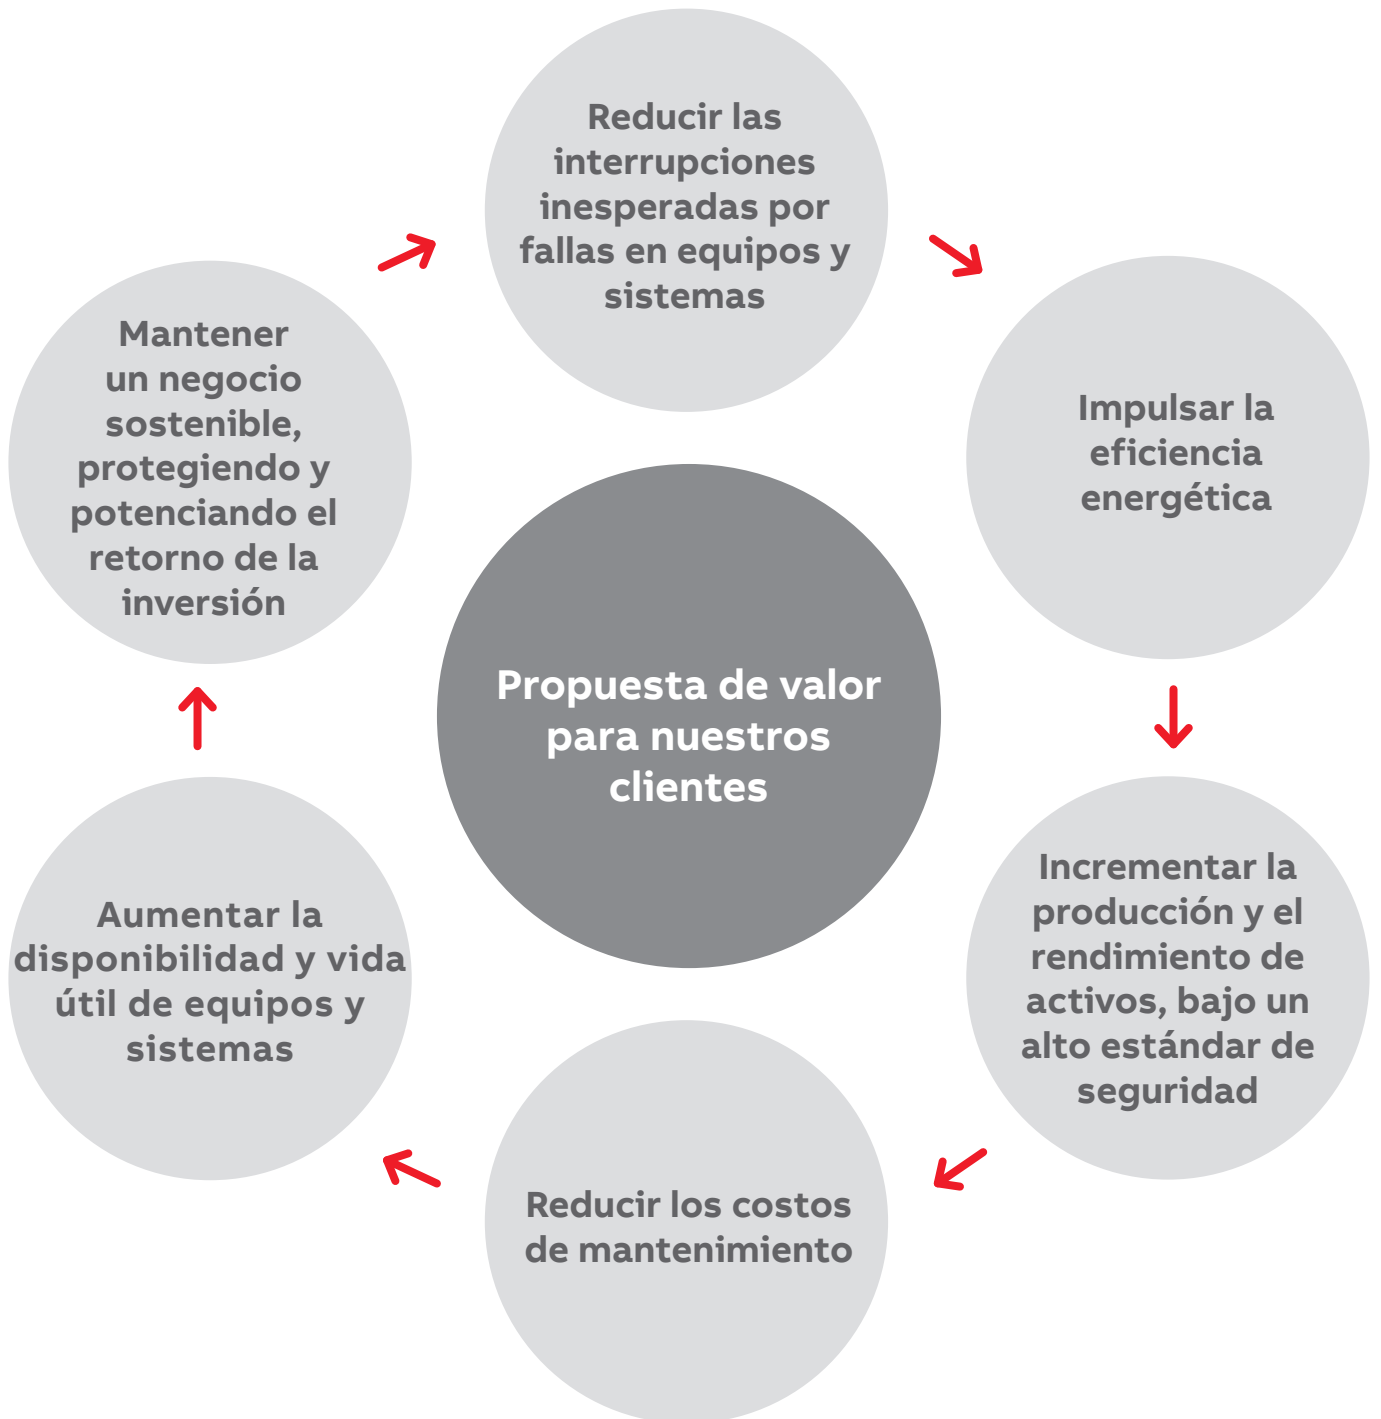 Reducir las
interrupciones
inesperadas por
fallas en equipos y
sistemas
Impulsar la
eficiencia
energética
Incrementar la
producción y el
rendimiento de
activos, bajo un
alto estándar de
seguridad
Reducir los costos
de mantenimiento
Aumentar la
disponibilidad y vida
útil de equipos y
sistemas
Mantener
un negocio
sostenible,
protegiendo y
potenciando el
retorno de la
inversión
Propuesta de valor
para nuestros
clientes